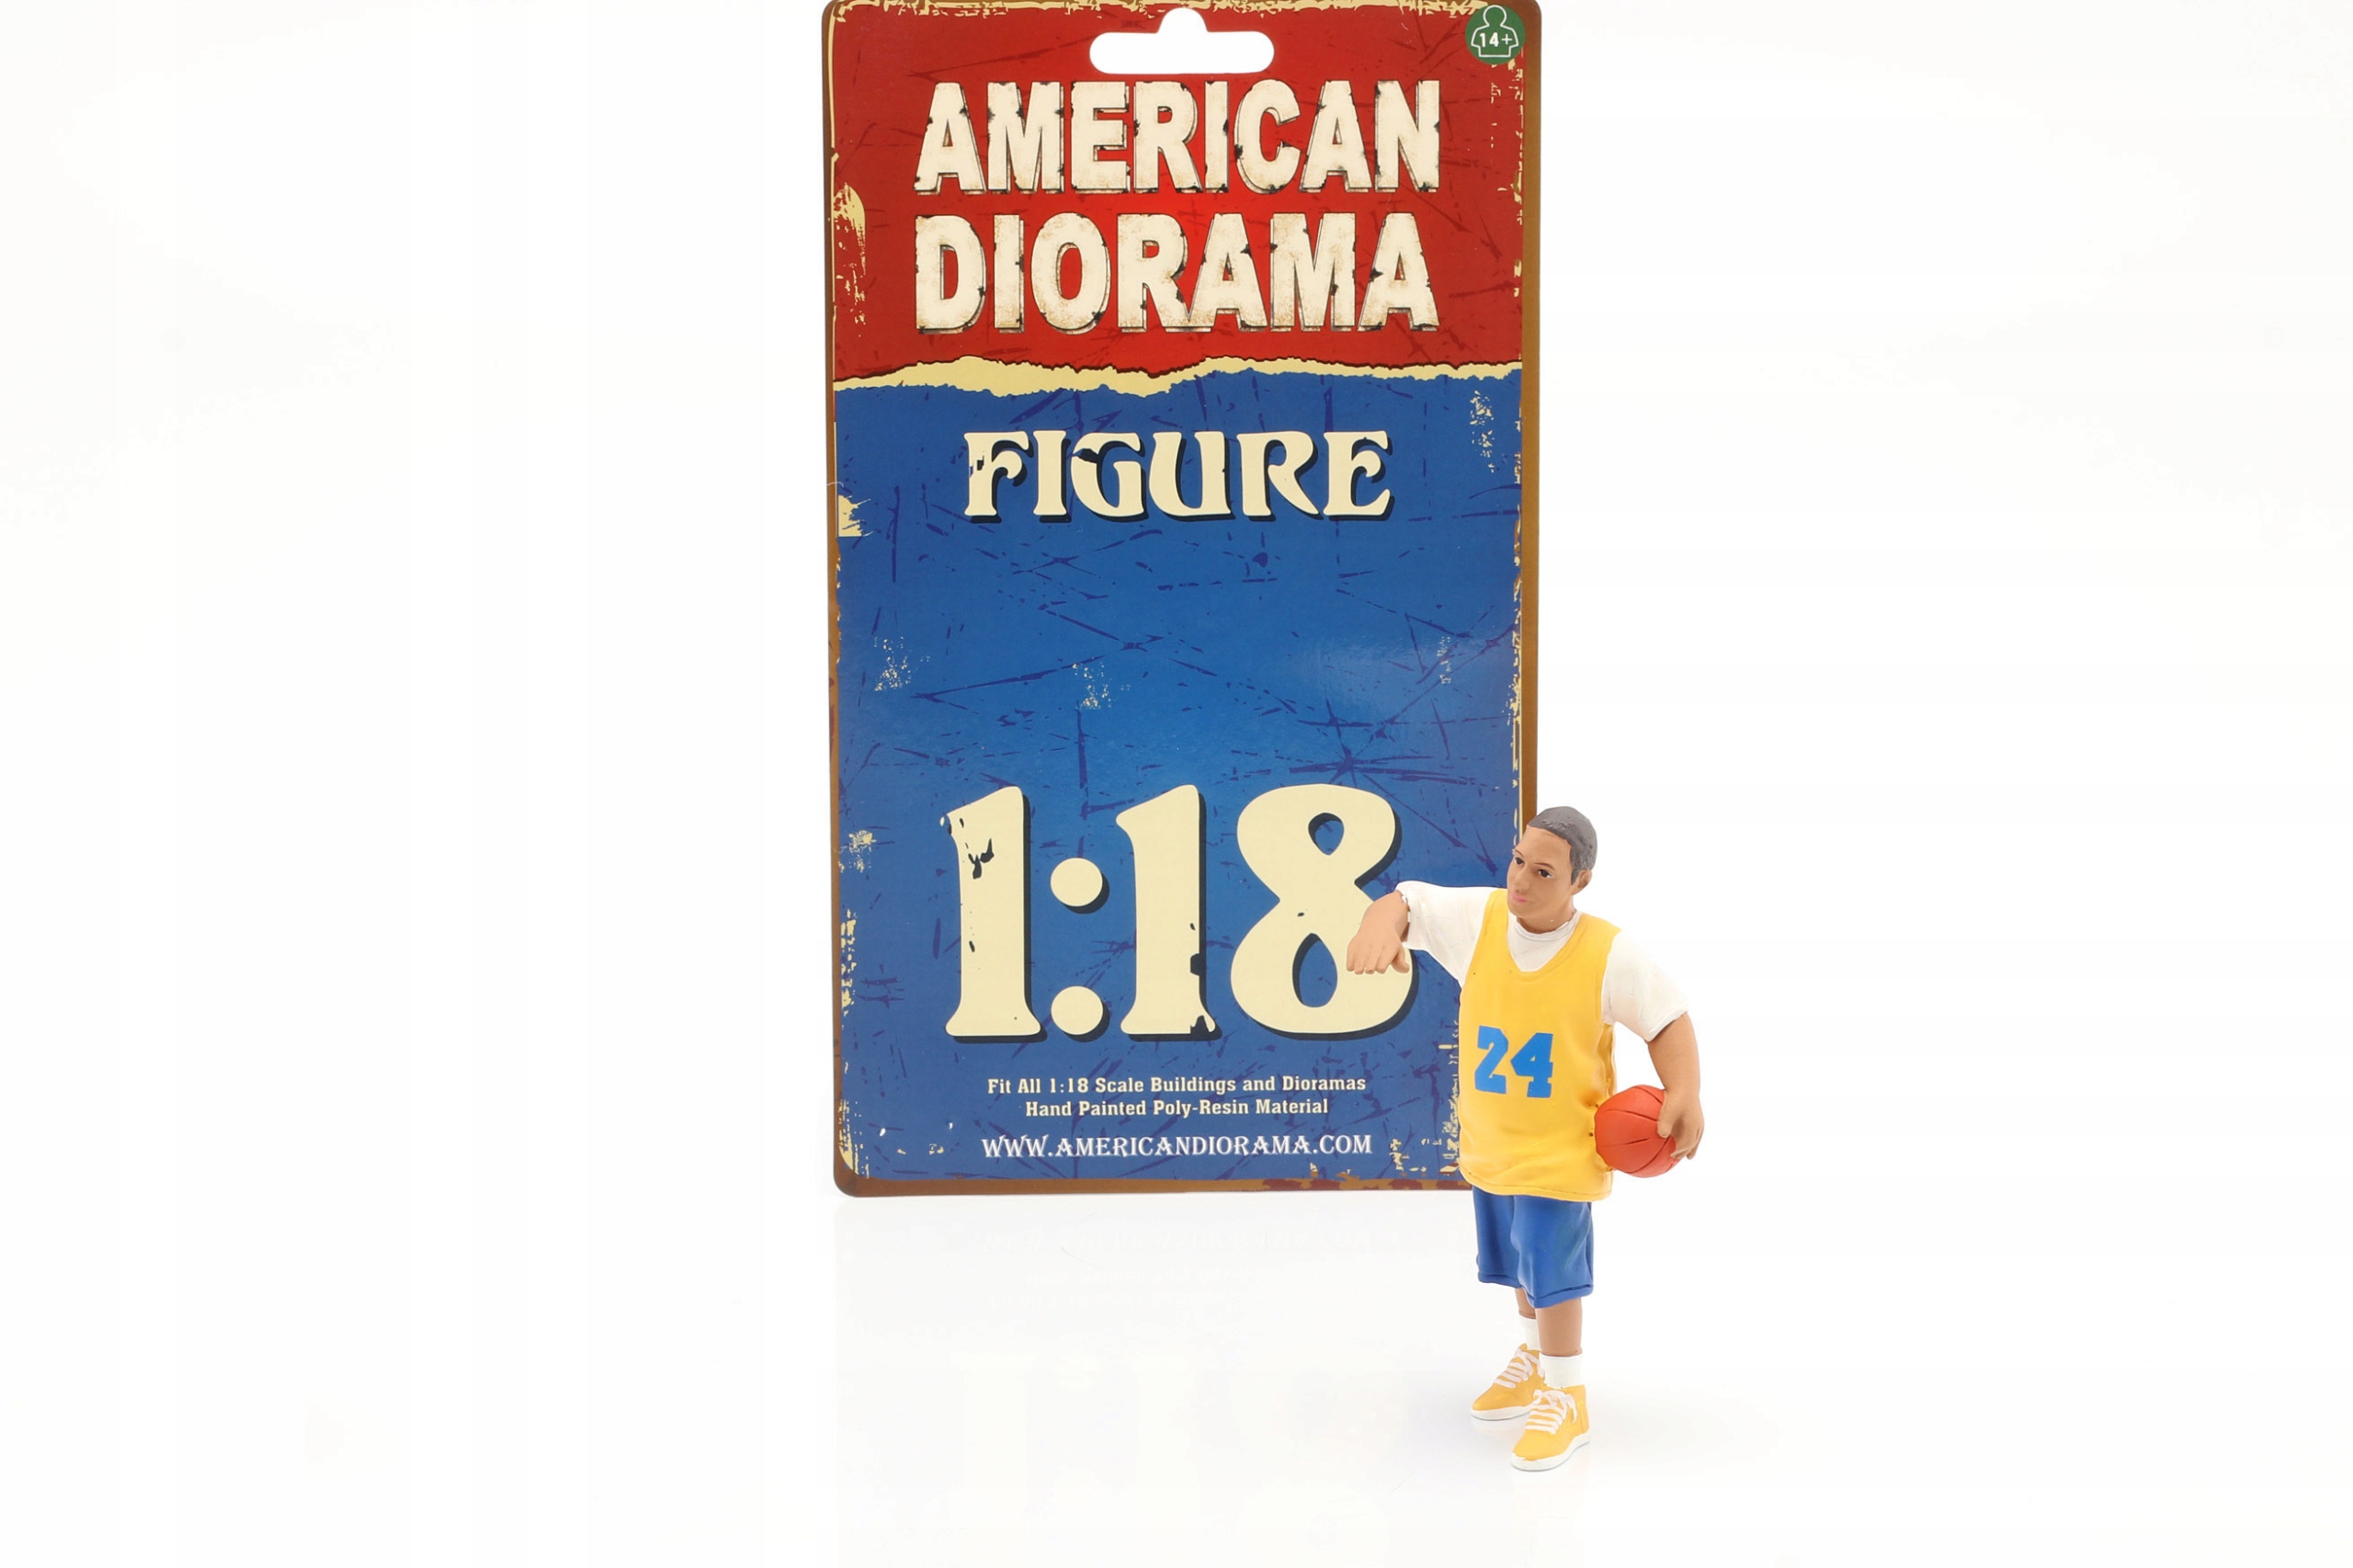 14+
AMERICAN
DIORAMA
FIGURE
1:18
Fit All 1:18 Scale Buildings and Dioramas
Hand Painted Poly-Resin Material
WWW.AMERICANDIORAMA.COM
24